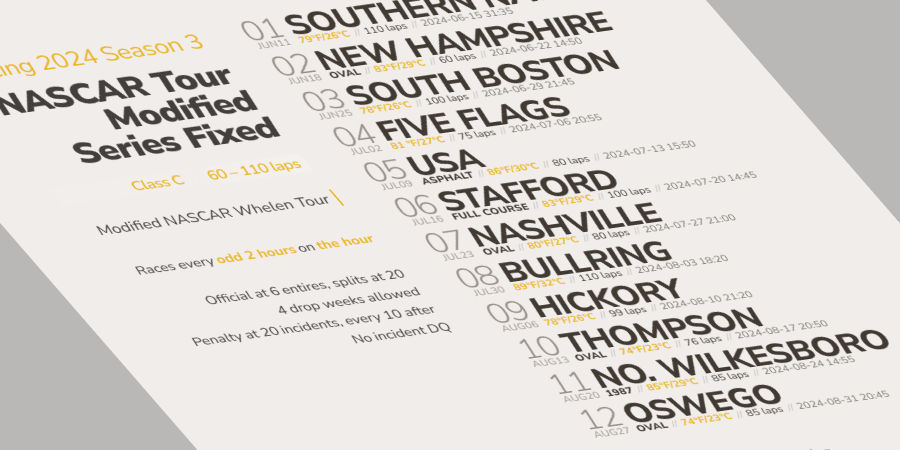 2024 Season 3
NASCAR Tour
Modified
Series Fixed
Class C 60 – 110 laps
Modified NASCAR Whelen Tour
Races every odd 2 hours on the hour
Official at 6 entires, splits at 20
4 drop weeks allowed
Penalty at 20 incidents, every 10 after
No incident DQ
01 SOUTHERN
JUN11 79°F/26°C // 110 laps // 2024-06-15 31:35
02 NEW HAMPSHIRE
JUN18 OVAL // 83°F/29°C // 60 laps // 2024-06-22 14:50
03 SOUTH BOSTON
JUN25 78°F/26°C // 100 laps // 2024-06-29 21:45
04 FIVE FLAGS
JUL02 81°F/27°C // 75 laps // 2024-07-06 20:55
05 USA
JUL09 ASPHALT // 86°F/30°C // 80 laps // 2024-07-13 15:50
06 STAFFORD
JUL16 FULL COURSE // 83°F/29°C // 100 laps // 2024-07-20 14:45
07 NASHVILLE
JUL23 OVAL // 80°F/27°C // 80 laps // 2024-07-27 21:00
08 BULLRING
JUL30 89°F/32°C // 110 laps // 2024-08-03 18:20
09 HICKORY
AUG06 78°F/26°C // 99 laps // 2024-08-10 21:20
10 THOMPSON
AUG13 OVAL // 74°F/23°C // 76 laps // 2024-08-17 20:50
11 NO. WILKESBORO
AUG20 1987 // 85°F/29°C // 85 laps // 2024-08-24 14:55
12 OSWEGO
AUG27 OVAL // 74°F/23°C // 85 laps // 2024-08-31 20:45